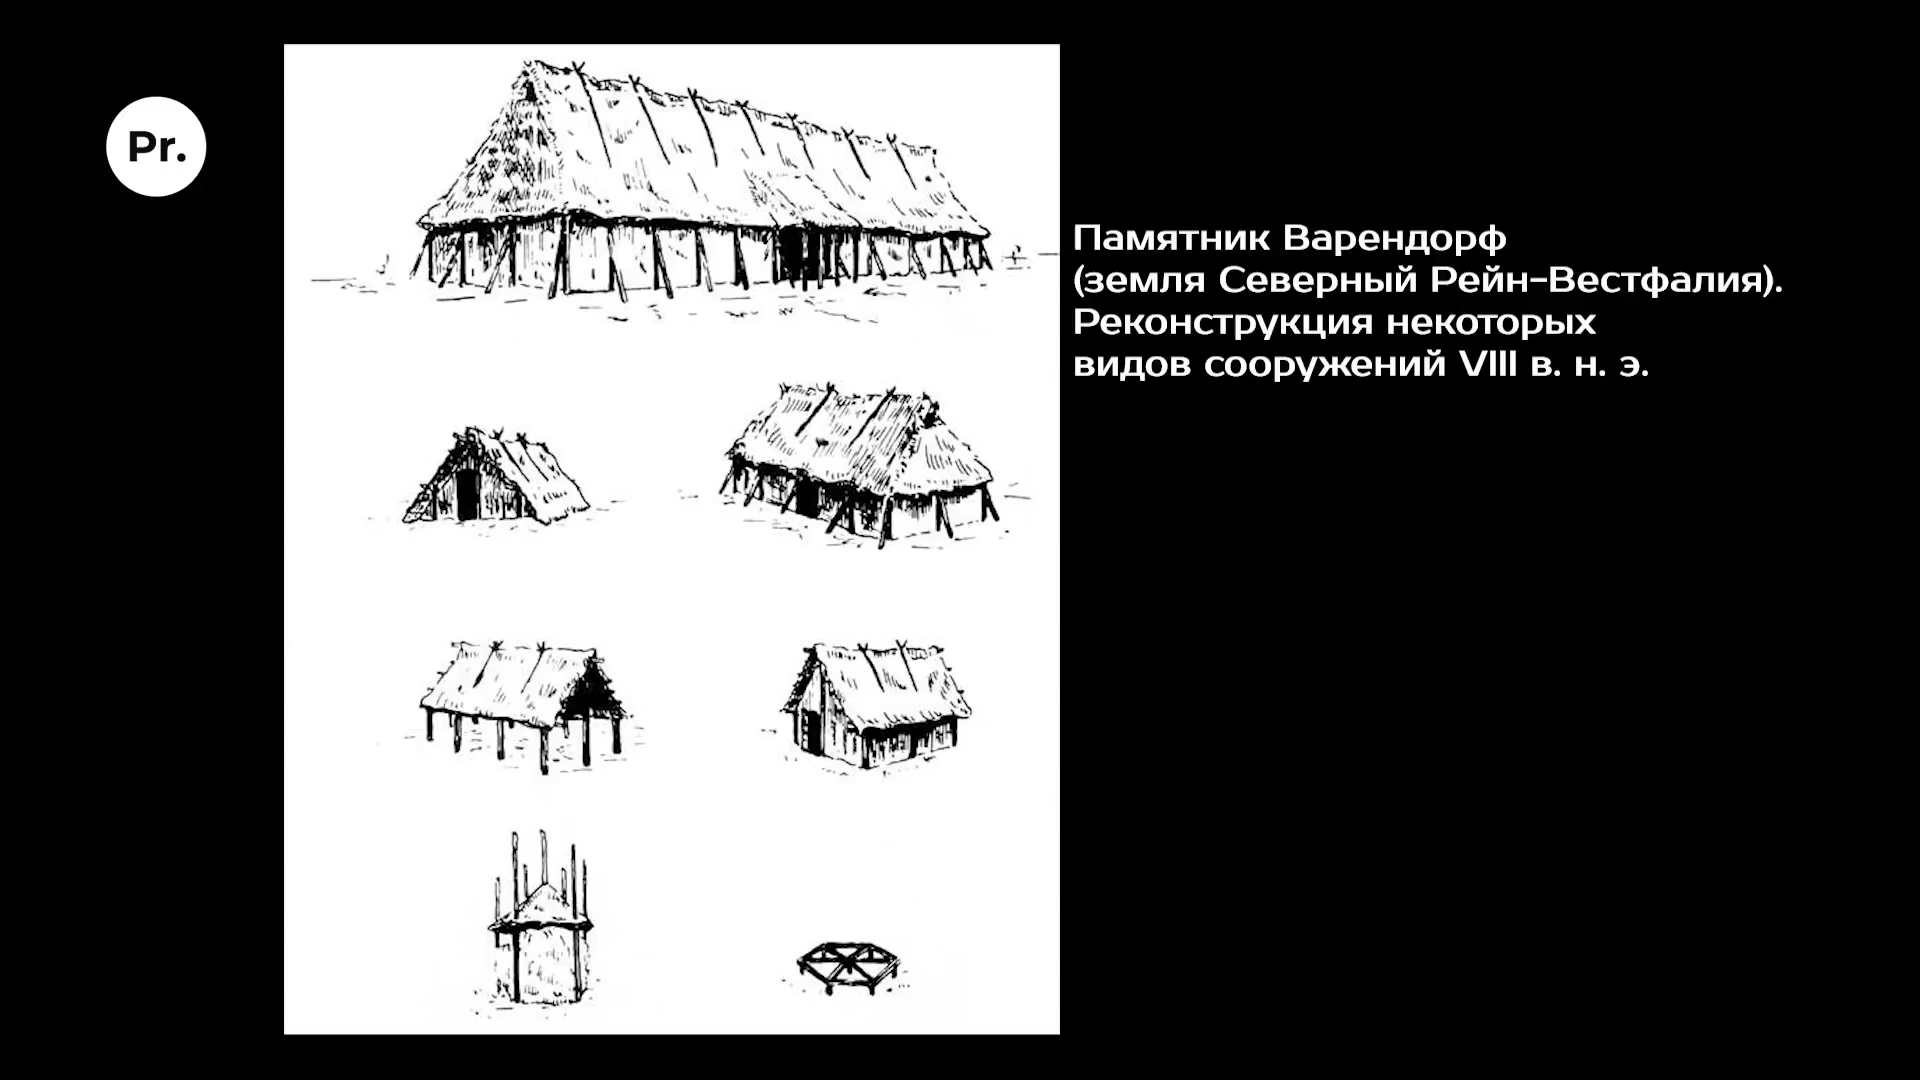 Pr.
Памятник Варендорф
(земля Северный Рейн-Вестфалия).
Реконструкция некоторых
видов сооружений VIII в. н. э.